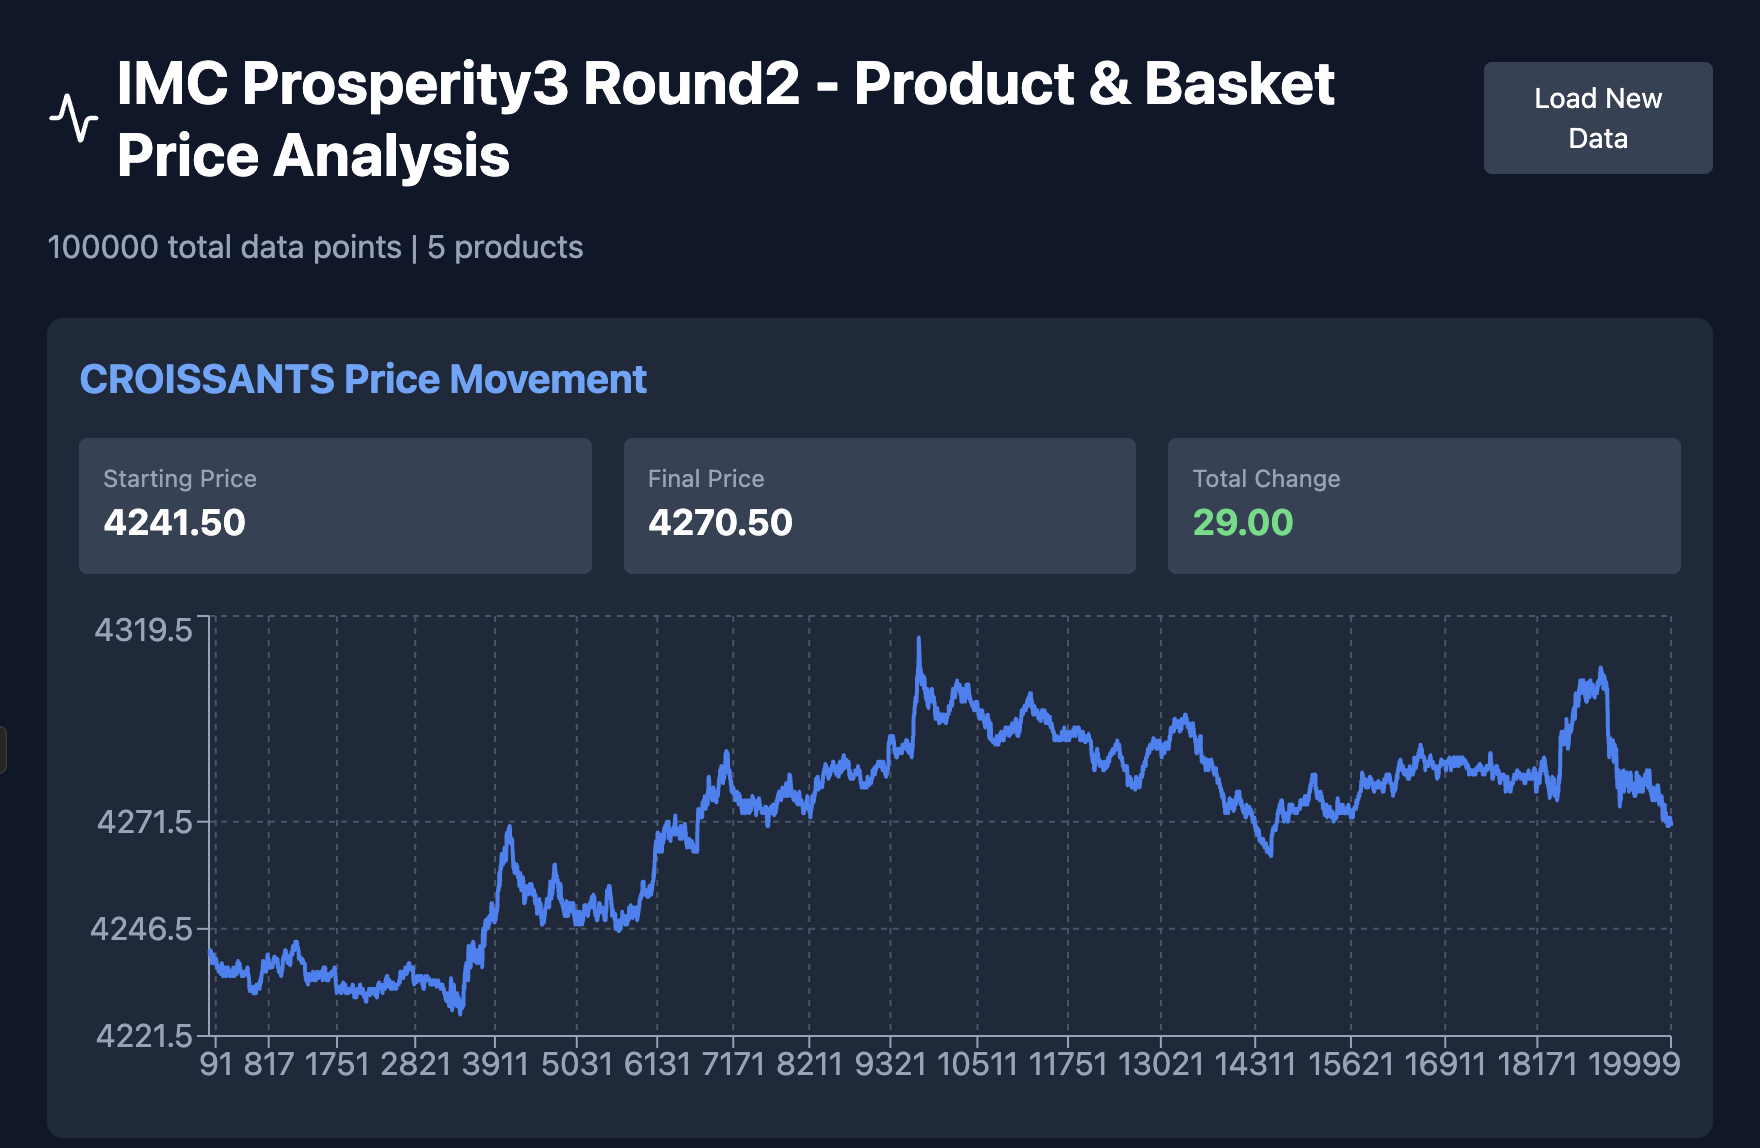 IMC Prosperity3 Round2 - Product & Basket
Price Analysis
Load New
Data
100000 total data points | 5 products
CROISSANTS Price Movement
Starting Price
4241.50
Final Price
4270.50
Total Change
29.00
4319.5
4271.5
4246.5
4221.5
91 817 1751 2821 3911 5031 6131 7171 8211 9321 10511 11751 13021 14311 15621 16911 18171 19999